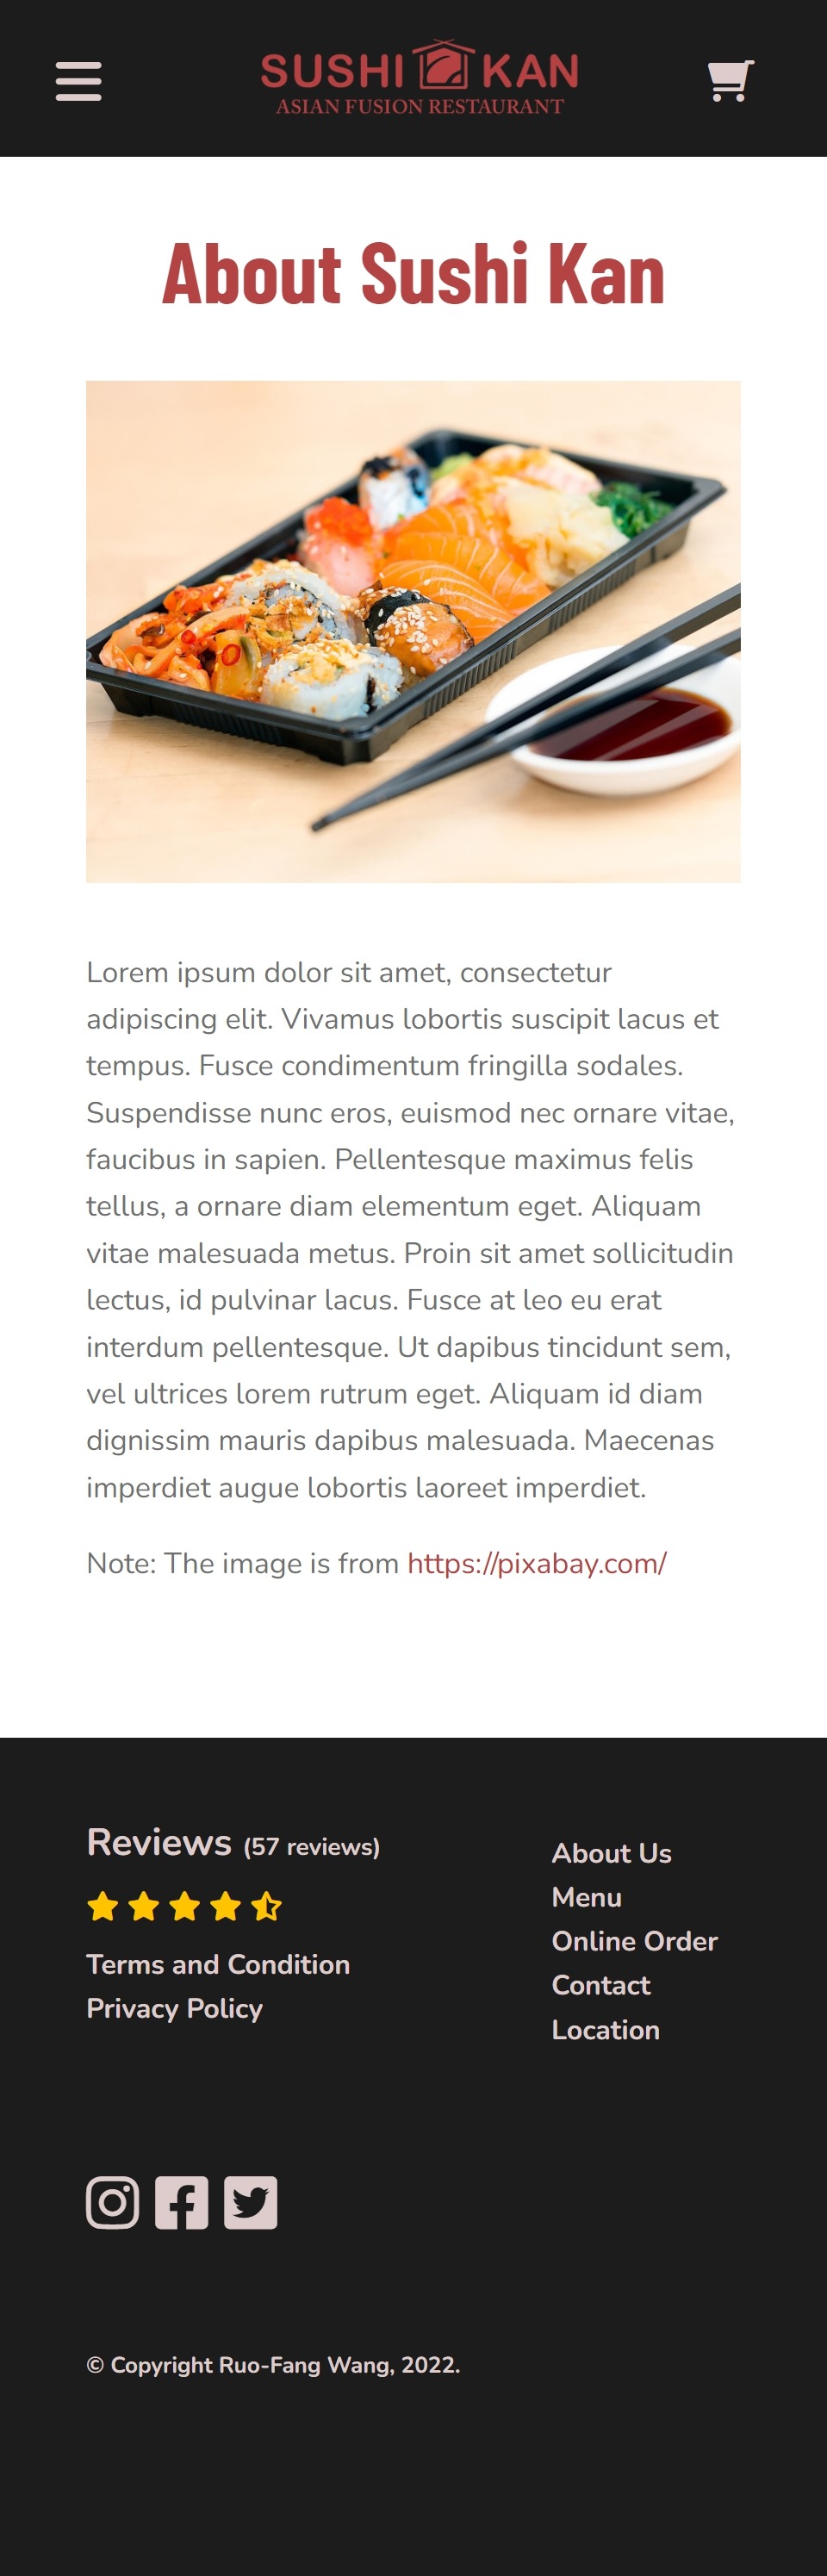 SUSHI KAN
ASIAN FUSION RESTAURANT
About Sushi Kan
Lorem ipsum dolor sit amet, consectetur
adipiscing elit. Vivamus lobortis suscipit lacus et
tempus. Fusce condimentum fringilla sodales.
Suspendisse nunc eros, euismod nec ornare vitae,
faucibus in sapien. Pellentesque maximus felis
tellus, a ornare diam elementum eget. Aliquam
vitae malesuada metus. Proin sit amet sollicitudin
lectus, id pulvinar lacus. Fusce at leo eu erat
interdum pellentesque. Ut dapibus tincidunt sem,
vel ultrices lorem rutrum eget. Aliquam id diam
dignissim mauris dapibus malesuada. Maecenas
imperdiet augue lobortis laoreet imperdiet.
Note: The image is from https://pixabay.com/
Reviews (57 reviews)
Terms and Condition
Privacy Policy
About Us
Menu
Online Order
Contact
Location
© Copyright Ruo-Fang Wang, 2022.